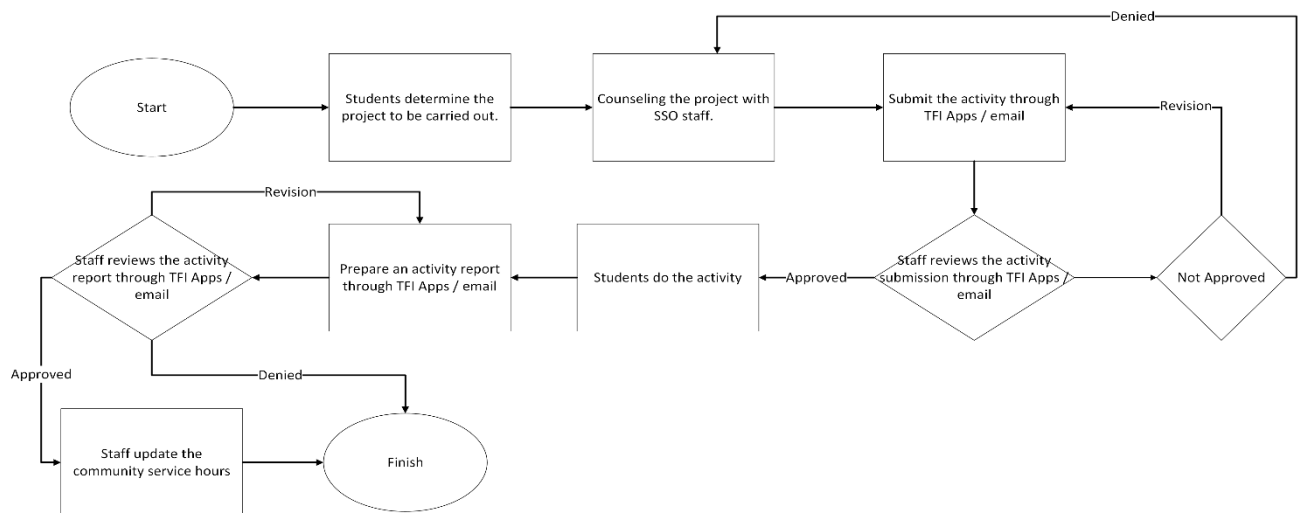 Denied
Start
Students determine the
project to be carried out.
Counseling the project with
SSO staff.
Submit the activity through
TFI Apps / email
Revision
Revision
Staff reviews the activity
report through TFI Apps /
email
Prepare an activity report
through TFI Apps / email
Students do the activity
Approved
Staff reviews the activity
submission through TFI Apps /
email
Not Approved
Approved
Denied
Staff update the
community service hours
Finish